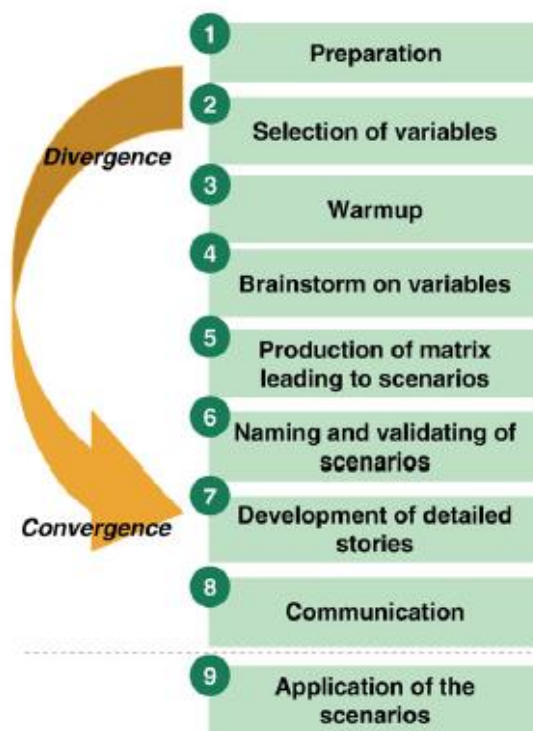 1
Preparation
2
Selection of variables
Divergence
3
Warmup
4
Brainstorm on variables
5
Production of matrix
leading to scenarios
6
Naming and validating of
scenarios
7
Development of detailed
stories
Convergence
8
Communication
9
Application of the
scenarios